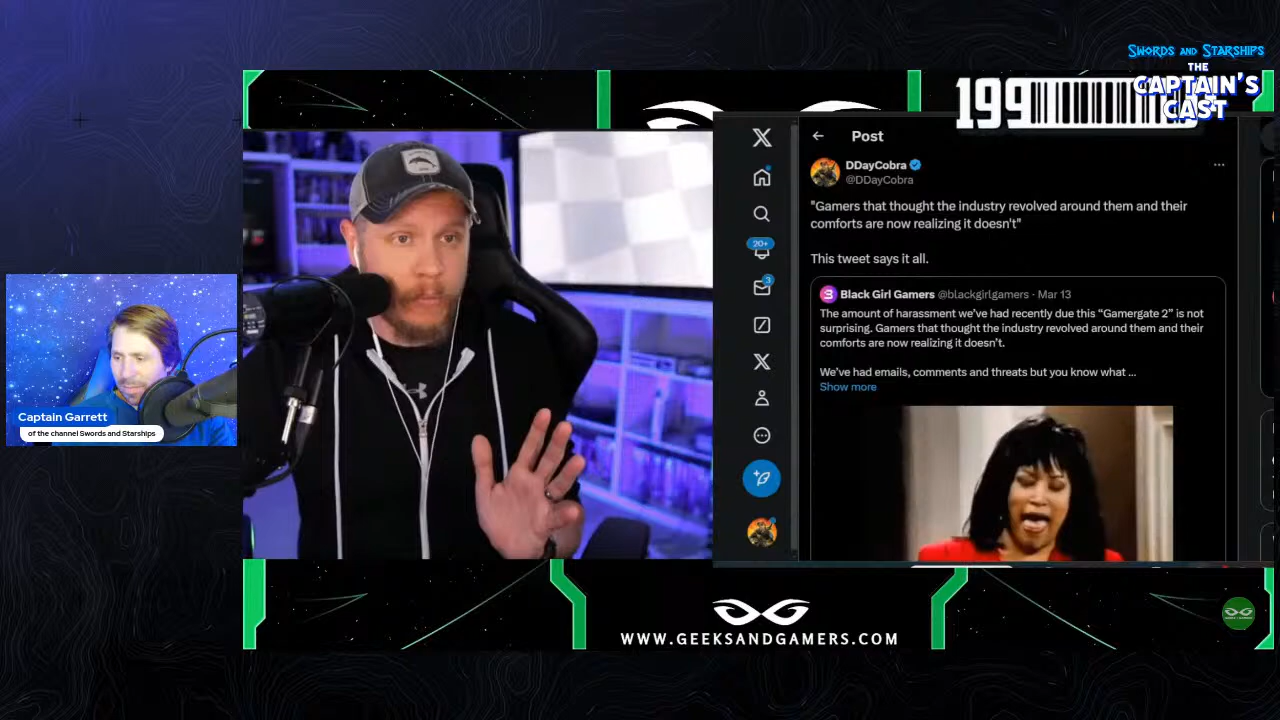 SWORDS AND STARSHIPS
THE
CAPTAIN'S
CAST
199
Post
DDayCobra
@DDayCobra
"Gamers that thought the industry revolved around them and their
comforts are now realizing it doesn't"
This tweet says it all.
20+
3
Black Girl Gamers @blackgirlgamers · Mar 13
The amount of harassment we've had recently due this "Gamergate 2" is not
surprising. Gamers that thought the industry revolved around them and their
comforts are now realizing it doesn't.
We've had emails, comments and threats but you know what ...
Show more
Captain Garrett
of the channel Swords and Starships
WWW.GEEKSANDGAMERS.COM